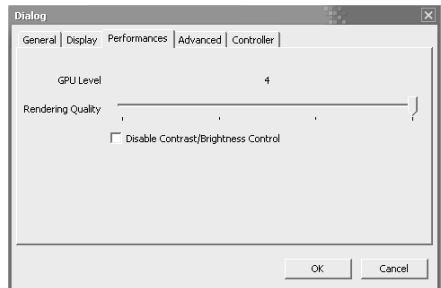 Dialog
General Display Performances Advanced Controller
GPU Level 4
Rendering Quality
Disable Contrast/Brightness Control
OK Cancel